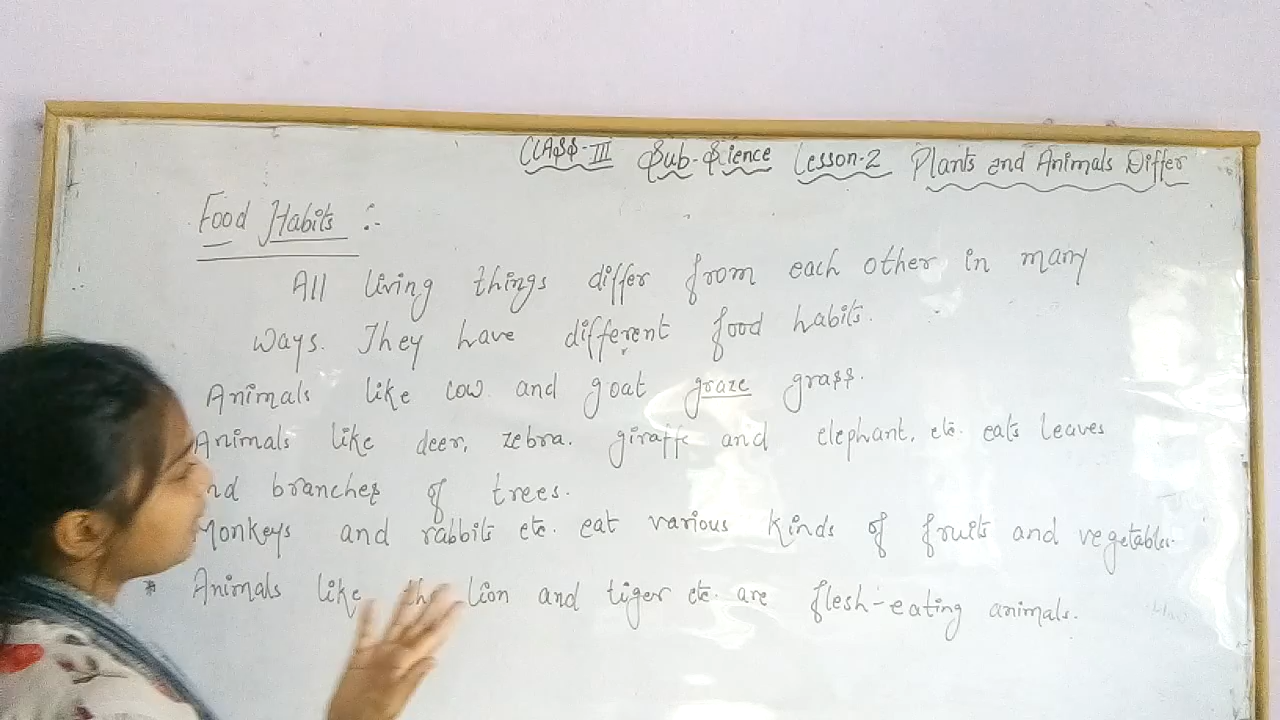 CLASS-III Sub-Science Lesson-2 Plants and Animals Differ
Food Habits :-
All living things differ from each other in many
ways. They have different food habits.
Animals like cow and goat graze grass.
Animals like deer, zebra. giraffe and elephant, etc. eats leaves
nd branches of trees.
Monkeys and rabbits etc. eat various kinds of fruits and vegetables.
* Animals like the lion and tiger etc. are flesh-eating animals.